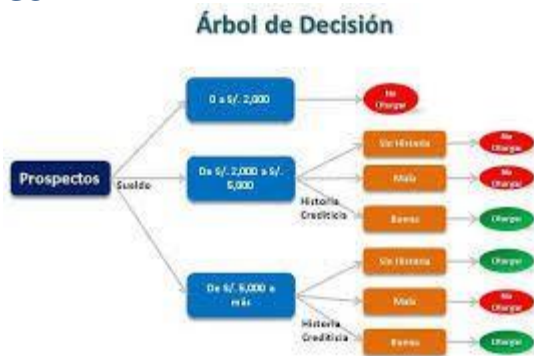 Árbol de Decisión
Prospectos
Sueldo
0 a S/. 2,000
No
Otorgar
De S/. 2,000 a S/.
5,000
Historia
Crediticia
Sin Historia
No
Otorgar
Mala
No
Otorgar
Buena
Otorgar
De S/. 5,000 a
más
Historia
Crediticia
Sin Historia
Otorgar
Mala
No
Otorgar
Buena
Otorgar